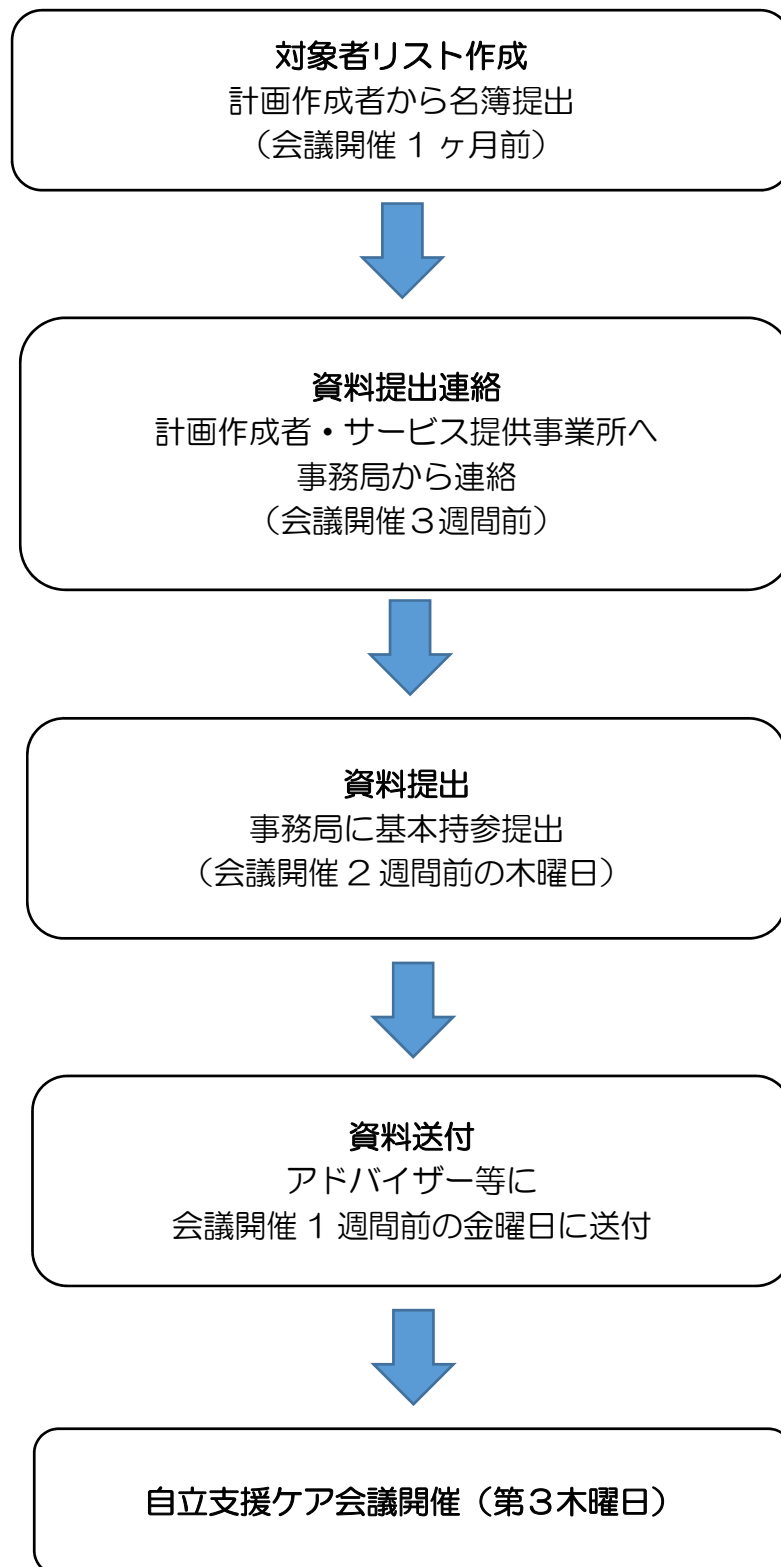 対象者リスト作成
計画作成者から名簿提出
（会議開催 1 ヶ月前）
資料提出連絡
計画作成者・サービス提供事業所へ
事務局から連絡
（会議開催３週間前）
資料提出
事務局に基本持参提出
（会議開催 2 週間前の木曜日）
資料送付
アドバイザー等に
会議開催 1 週間前の金曜日に送付
自立支援ケア会議開催（第３木曜日）